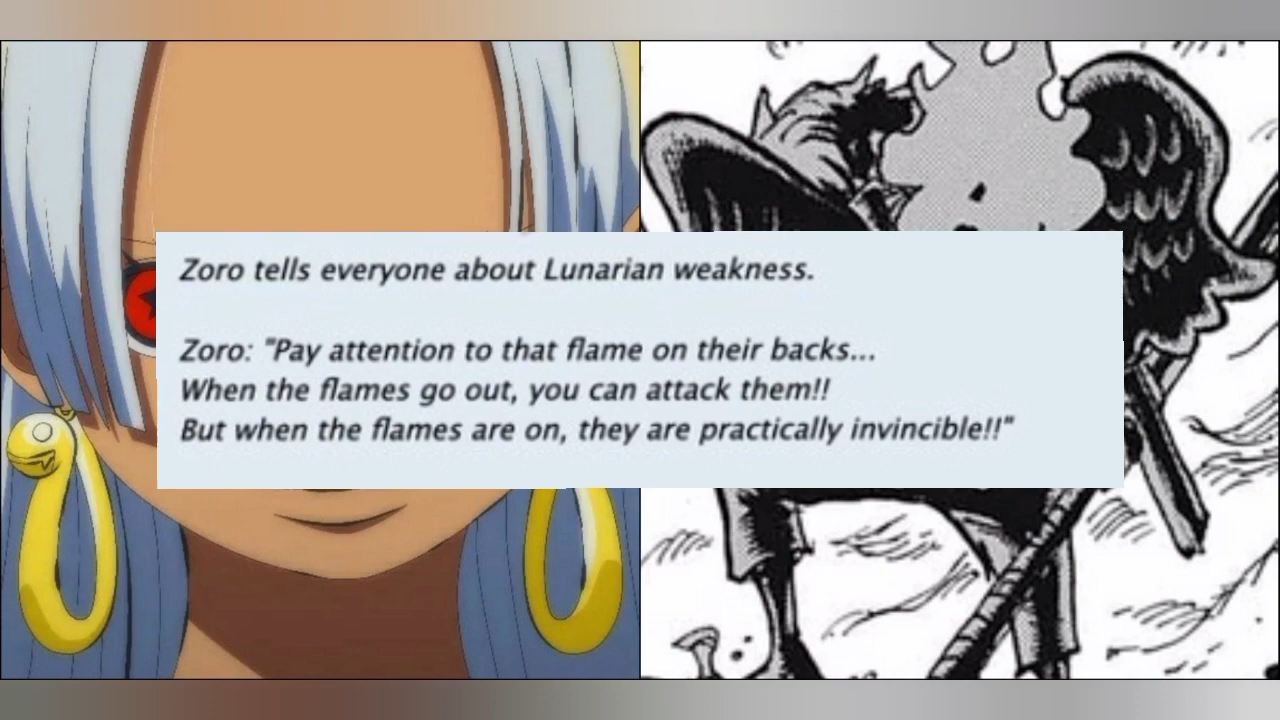 Zoro tells everyone about Lunarian weakness.
Zoro: "Pay attention to that flame on their backs...
When the flames go out, you can attack them!!
But when the flames are on, they are practically invincible!!"